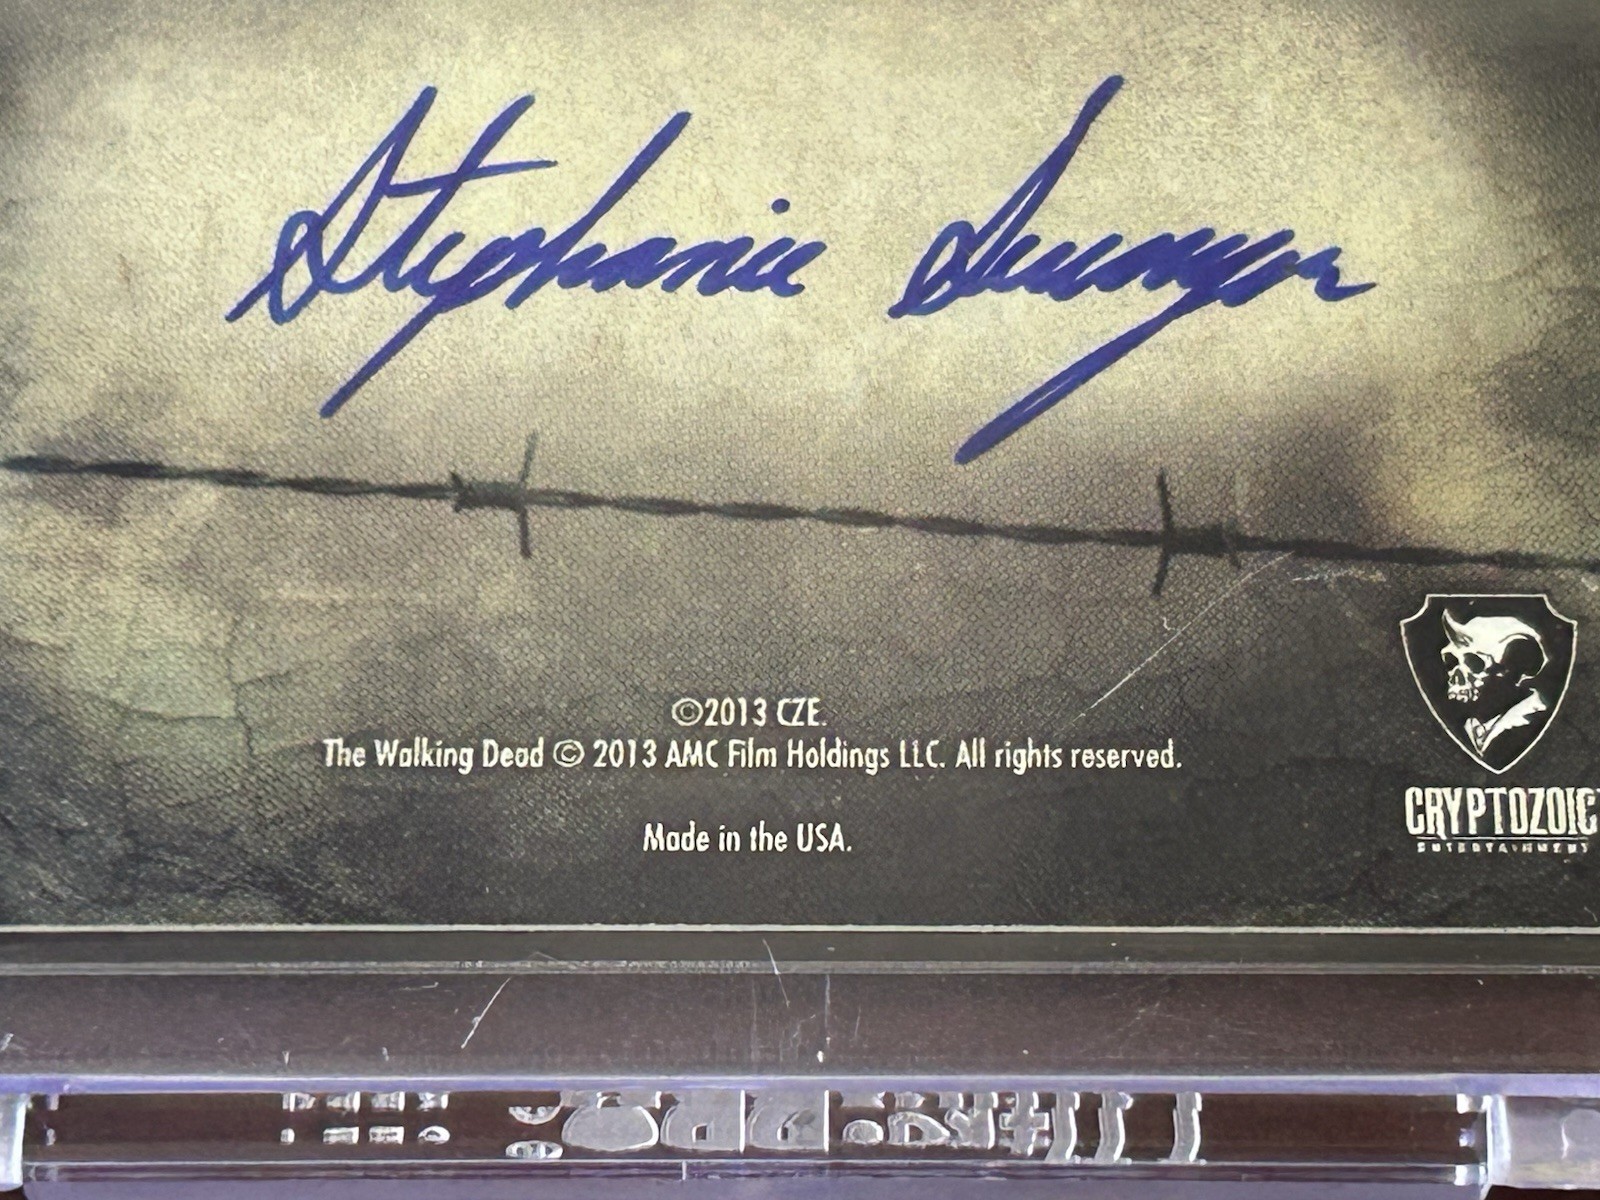 Stephanie
©2013 CZE.
The Walking Dead © 2013 AMC Film Holdings LLC. All rights reserved.
Made in the USA.
CRYPTOZOIC
ENTERTAINMENT